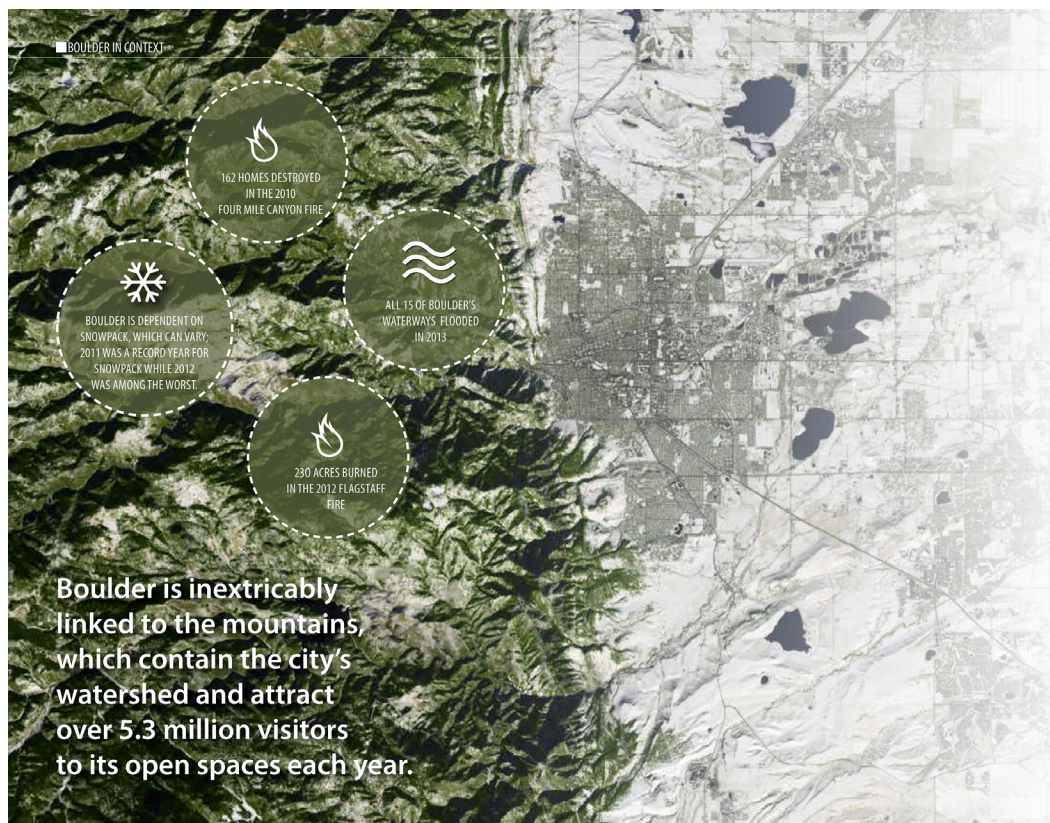 BOULDER IN CONTEXT
162 HOMES DESTROYED
IN THE 2010
FOUR MILE CANYON FIRE
ALL 15 OF BOULDER'S
WATERWAYS FLOODED
IN 2013
BOULDER IS DEPENDENT ON
SNOWPACK, WHICH CAN VARY;
2011 WAS A RECORD YEAR FOR
SNOWPACK WHILE 2012
WAS AMONG THE WORST.
230 ACRES BURNED
IN THE 2012 FLAGSTAFF
FIRE
Boulder is inextricably
linked to the mountains,
which contain the city's
watershed and attract
over 5.3 million visitors
to its open spaces each year.